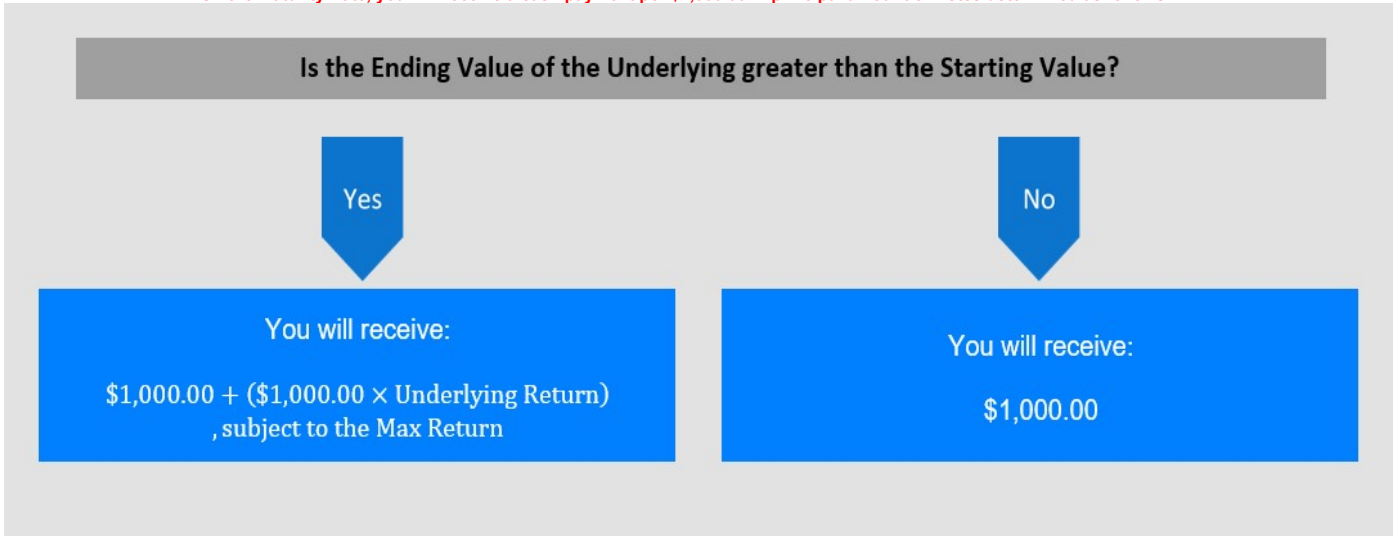 Is the Ending Value of the Underlying greater than the Starting Value?
Yes
No
You will receive:
$1,000.00 + ($1,000.00 × Underlying Return)
, subject to the Max Return
You will receive:
$1,000.00